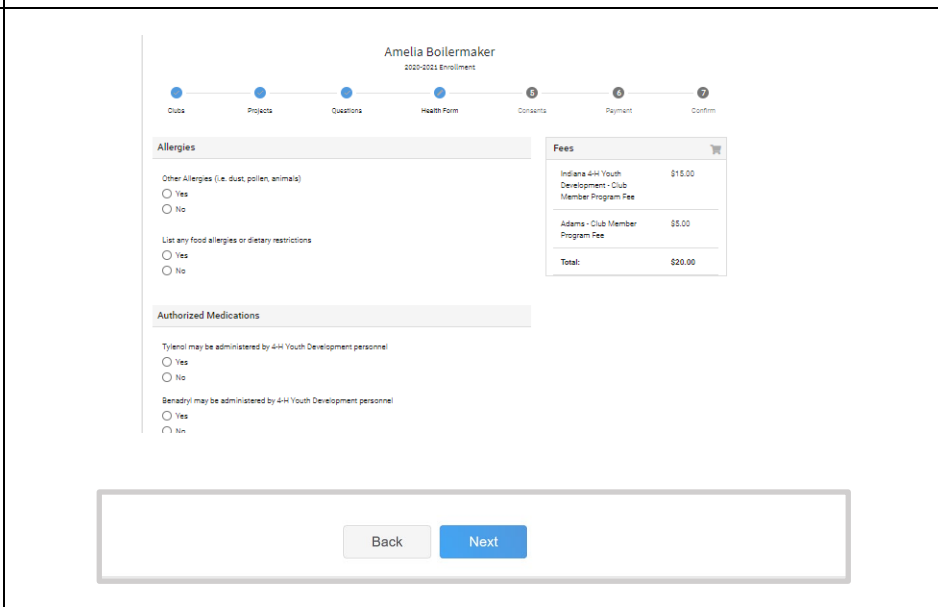 Amelia Boilermaker
2020-2021 Enrollment
5 6 7
Clubs Projects Questions Health Form Consents Payment Confirm
Allergies
Other Allergies (i.e. dust, pollen, animals)
Yes
No
List any food allergies or dietary restrictions
Yes
No
Authorized Medications
Tylenol may be administered by 4-H Youth Development personnel
Yes
No
Benadryl may be administered by 4-H Youth Development personnel
Yes
No
Fees
Indiana 4-H Youth $15.00
Development - Club
Member Program Fee
Adams - Club Member $5.00
Program Fee
Total: $20.00
Back Next